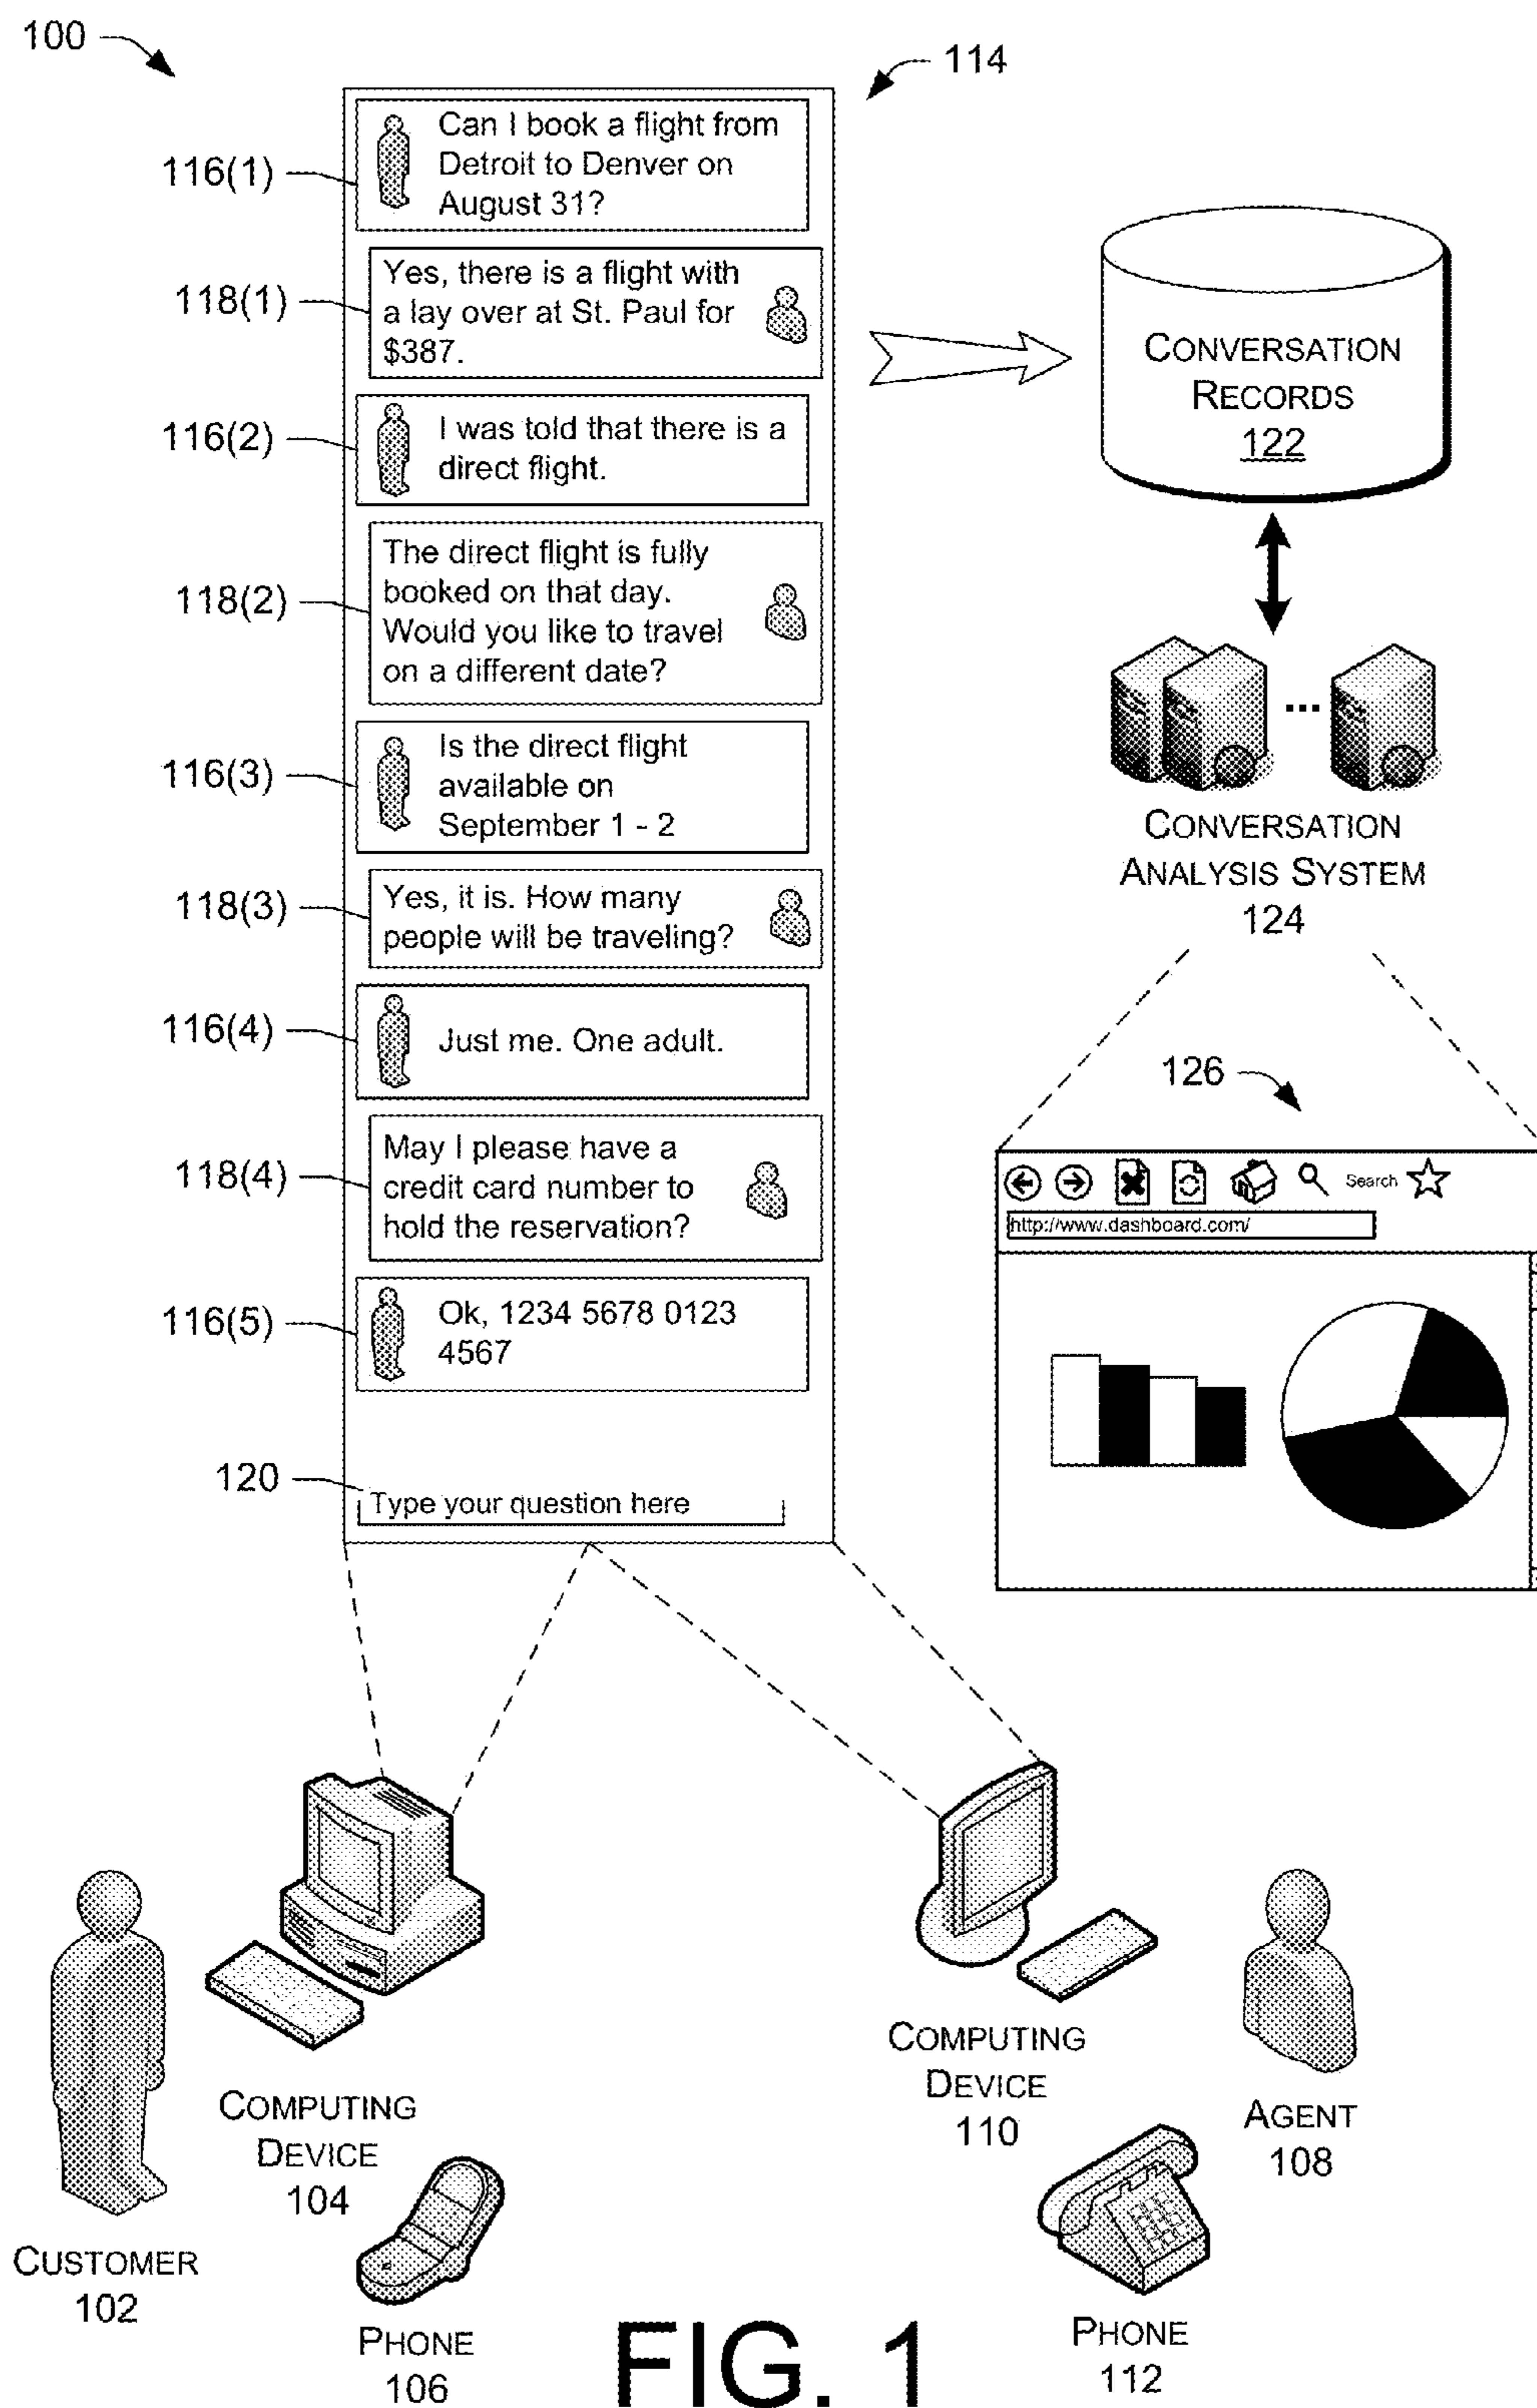 100
114
116(1)
Can I book a flight from
Detroit to Denver on
August 31?
118(1)
Yes, there is a flight with
a lay over at St. Paul for
$387.
116(2)
I was told that there is a
direct flight.
118(2)
The direct flight is fully
booked on that day.
Would you like to travel
on a different date?
116(3)
Is the direct flight
available on
September 1 - 2
118(3)
Yes, it is. How many
people will be traveling?
116(4)
Just me. One adult.
118(4)
May I please have a
credit card number to
hold the reservation?
116(5)
Ok, 1234 5678 0123
4567
120
Type your question here
CONVERSATION
RECORDS
122
...
CONVERSATION
ANALYSIS SYSTEM
124
126
Search
http://www.dashboard.com/
CUSTOMER
102
COMPUTING
DEVICE
104
PHONE
106
COMPUTING
DEVICE
110
AGENT
108
PHONE
112
FIG. 1